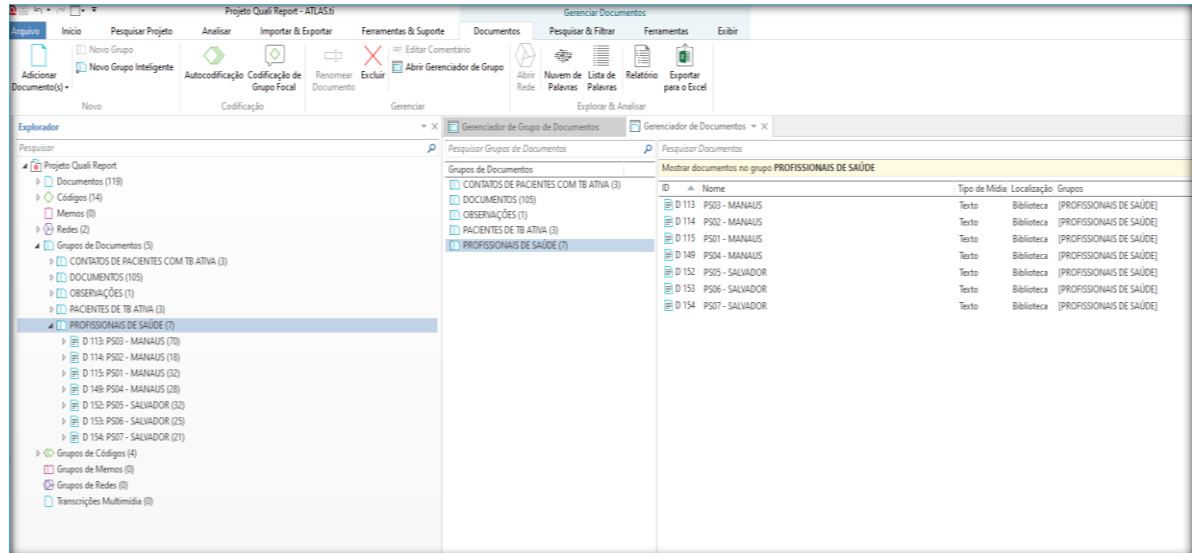 Projeto Quali Report - ATLAS.ti
Gerenciar Documentos
Arquivo Início Pesquisar Projeto Analisar Importar & Exportar Ferramentas & Suporte Documentos Pesquisar & Filtrar Ferramentas Exibir
Adicionar Documento(s)
Novo Grupo
Novo Grupo Inteligente
Novo
Autocodificação
Codificação de Grupo Focal
Codificação
Renomear Documento
Excluir
Editar Comentário
Abrir Gerenciador de Grupo
Gerenciar
Abrir Rede
Nuvem de Palavras
Lista de Palavras
Relatório
Exportar para o Excel
Explorar & Analisar
Explorador
Pesquisar
Projeto Quali Report
Documentos (119)
Códigos (14)
Memos (0)
Redes (2)
Grupos de Documentos (5)
CONTATOS DE PACIENTES COM TB ATIVA (3)
DOCUMENTOS (105)
OBSERVAÇÕES (1)
PACIENTES DE TB ATIVA (3)
PROFISSIONAIS DE SAÚDE (7)
D 113: PS03 - MANAUS (70)
D 114: PS02 - MANAUS (18)
D 115: PS01 - MANAUS (32)
D 149: PS04 - MANAUS (28)
D 152: PS05 - SALVADOR (32)
D 153: PS06 - SALVADOR (25)
D 154: PS07 - SALVADOR (21)
Grupos de Códigos (4)
Grupos de Memos (0)
Grupos de Redes (0)
Transcrições Multimídia (0)
Gerenciador de Grupo de Documentos
Pesquisar Grupos de Documentos
Grupos de Documentos
CONTATOS DE PACIENTES COM TB ATIVA (3)
DOCUMENTOS (105)
OBSERVAÇÕES (1)
PACIENTES DE TB ATIVA (3)
PROFISSIONAIS DE SAÚDE (7)
Gerenciador de Documentos
Pesquisar Documentos
Mostrar documentos no grupo PROFISSIONAIS DE SAÚDE
ID Nome Tipo de Mídia Localização Grupos
D 113 PS03 - MANAUS Texto Biblioteca [PROFISSIONAIS DE SAÚDE]
D 114 PS02 - MANAUS Texto Biblioteca [PROFISSIONAIS DE SAÚDE]
D 115 PS01 - MANAUS Texto Biblioteca [PROFISSIONAIS DE SAÚDE]
D 149 PS04 - MANAUS Texto Biblioteca [PROFISSIONAIS DE SAÚDE]
D 152 PS05 - SALVADOR Texto Biblioteca [PROFISSIONAIS DE SAÚDE]
D 153 PS06 - SALVADOR Texto Biblioteca [PROFISSIONAIS DE SAÚDE]
D 154 PS07 - SALVADOR Texto Biblioteca [PROFISSIONAIS DE SAÚDE]